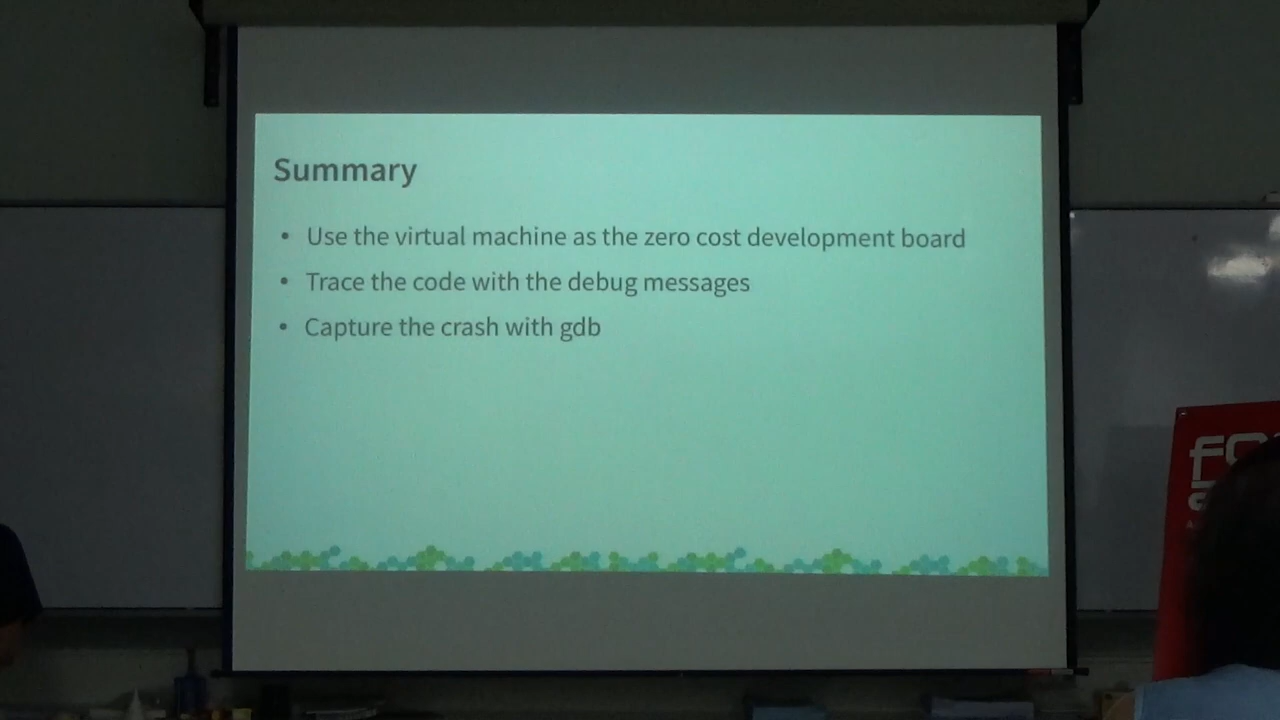 Summary
• Use the virtual machine as the zero cost development board
• Trace the code with the debug messages
• Capture the crash with gdb